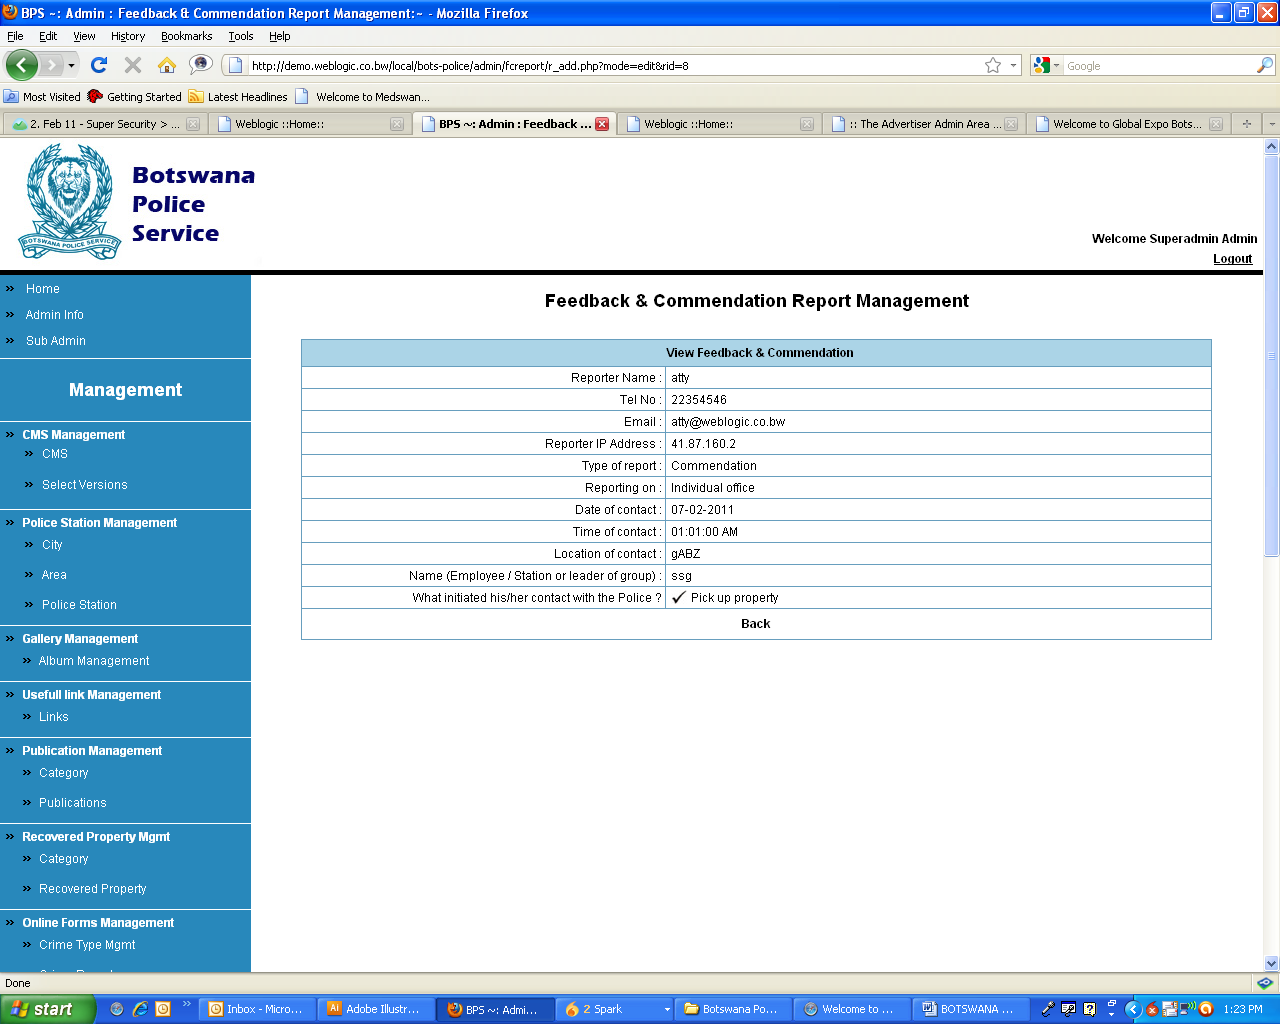 BPS ~: Admin : Feedback & Commendation Report Management:~ - Mozilla Firefox
File Edit View History Bookmarks Tools Help
http://demo.weblogic.co.bw/local/bots-police/admin/fcreport/r_add.php?mode=edit&rid=8
Google
Most Visited Getting Started Latest Headlines Welcome to Medswan...
2. Feb 11 - Super Security > ... Weblogic ::Home:: BPS ~: Admin : Feedback ... Weblogic ::Home:: :: The Advertiser Admin Area ... Welcome to Global Expo Bots...
BOTSWANA POLICE SERVICE
Botswana
Police
Service
Welcome Superadmin Admin
Logout
Home
Admin Info
Sub Admin
Management
CMS Management
CMS
Select Versions
Police Station Management
City
Area
Police Station
Gallery Management
Album Management
Usefull link Management
Links
Publication Management
Category
Publications
Recovered Property Mgmt
Category
Recovered Property
Online Forms Management
Crime Type Mgmt
Feedback & Commendation Report Management
View Feedback & Commendation
Reporter Name : atty
Tel No : 22354546
Email : atty@weblogic.co.bw
Reporter IP Address : 41.87.160.2
Type of report : Commendation
Reporting on : Individual office
Date of contact : 07-02-2011
Time of contact : 01:01:00 AM
Location of contact : gABZ
Name (Employee / Station or leader of group) : ssg
What initiated his/her contact with the Police ? Pick up property
Back
Done
start Inbox - Micro... Adobe Illustr... BPS ~: Admi... 2 Spark Botswana Po... Welcome to ... BOTSWANA ... 1:23 PM